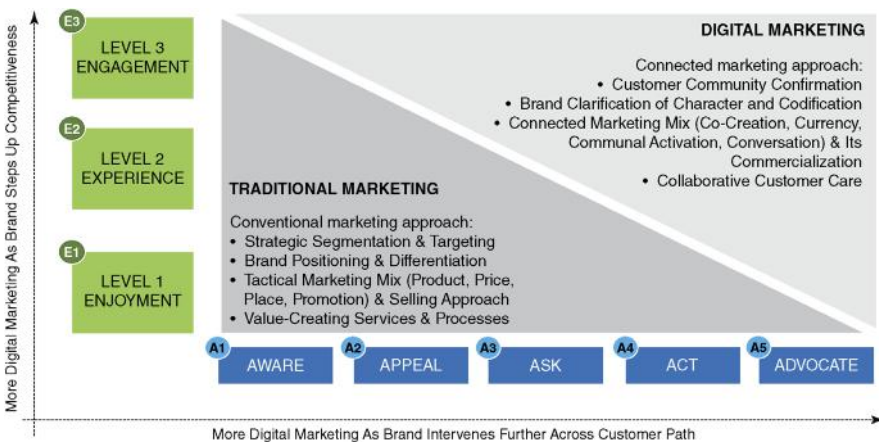 More Digital Marketing As Brand Steps Up Competitiveness
E3
LEVEL 3
ENGAGEMENT
E2
LEVEL 2
EXPERIENCE
E1
LEVEL 1
ENJOYMENT
DIGITAL MARKETING
Connected marketing approach:
• Customer Community Confirmation
• Brand Clarification of Character and Codification
• Connected Marketing Mix (Co-Creation, Currency,
Communal Activation, Conversation) & Its
Commercialization
• Collaborative Customer Care
TRADITIONAL MARKETING
Conventional marketing approach:
• Strategic Segmentation & Targeting
• Brand Positioning & Differentiation
• Tactical Marketing Mix (Product, Price,
Place, Promotion) & Selling Approach
• Value-Creating Services & Processes
A1
AWARE
A2
APPEAL
A3
ASK
A4
ACT
A5
ADVOCATE
More Digital Marketing As Brand Intervenes Further Across Customer Path